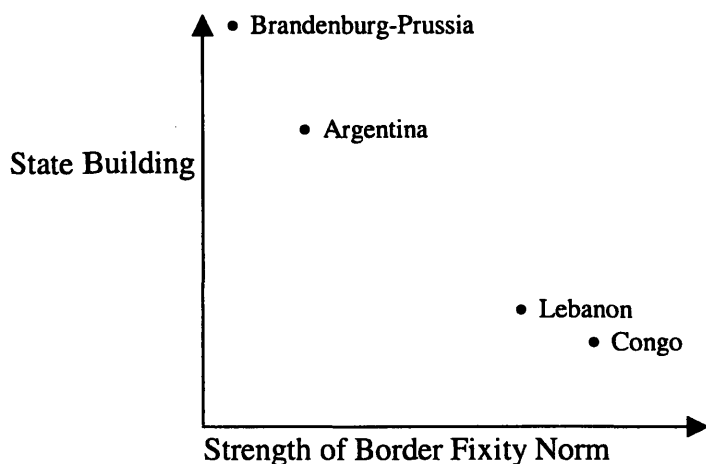 Brandenburg-Prussia
Argentina
State Building
Lebanon
Congo
Strength of Border Fixity Norm